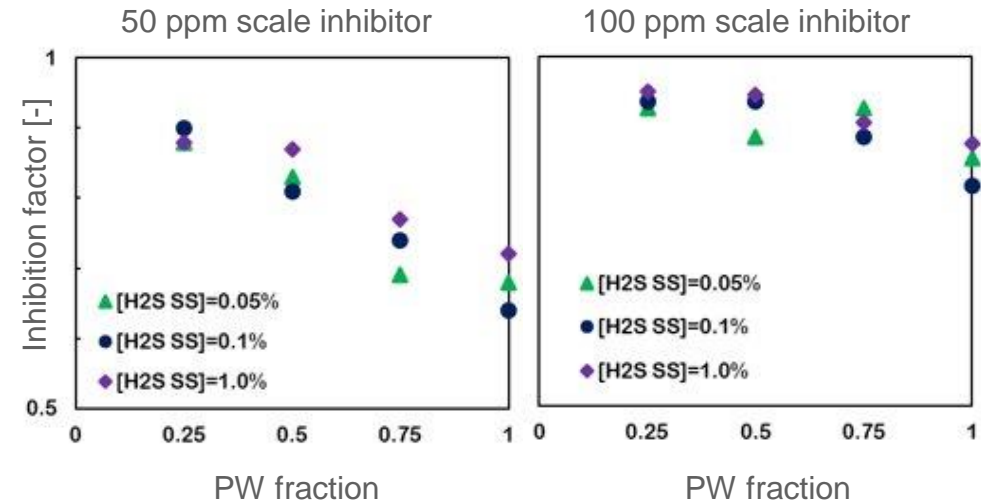 50 ppm scale inhibitor
1
Inhibition factor [-]
[H2S SS]=0.05%
[H2S SS]=0.1%
[H2S SS]=1.0%
0.5
0 0.25 0.5 0.75 1
PW fraction
100 ppm scale inhibitor
[H2S SS]=0.05%
[H2S SS]=0.1%
[H2S SS]=1.0%
0 0.25 0.5 0.75 1
PW fraction